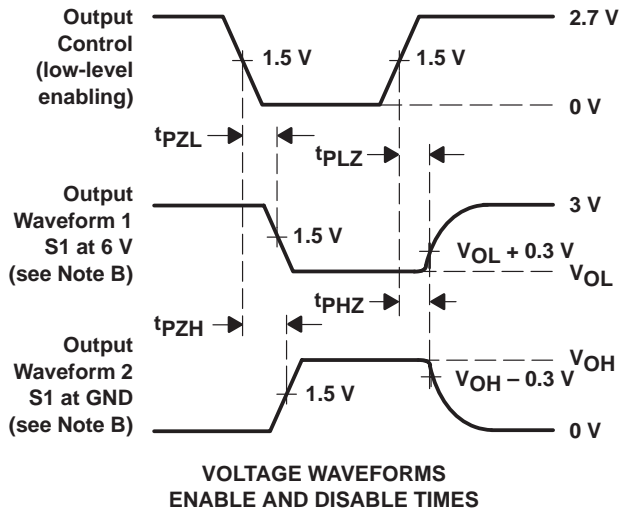 Output
Control
(low-level
enabling)
1.5 V
1.5 V
2.7 V
0 V
tPZL
tPLZ
Output
Waveform 1
S1 at 6 V
(see Note B)
1.5 V
3 V
VOL + 0.3 V
VOL
tPZH
tPHZ
Output
Waveform 2
S1 at GND
(see Note B)
1.5 V
VOH
VOH – 0.3 V
0 V
VOLTAGE WAVEFORMS
ENABLE AND DISABLE TIMES